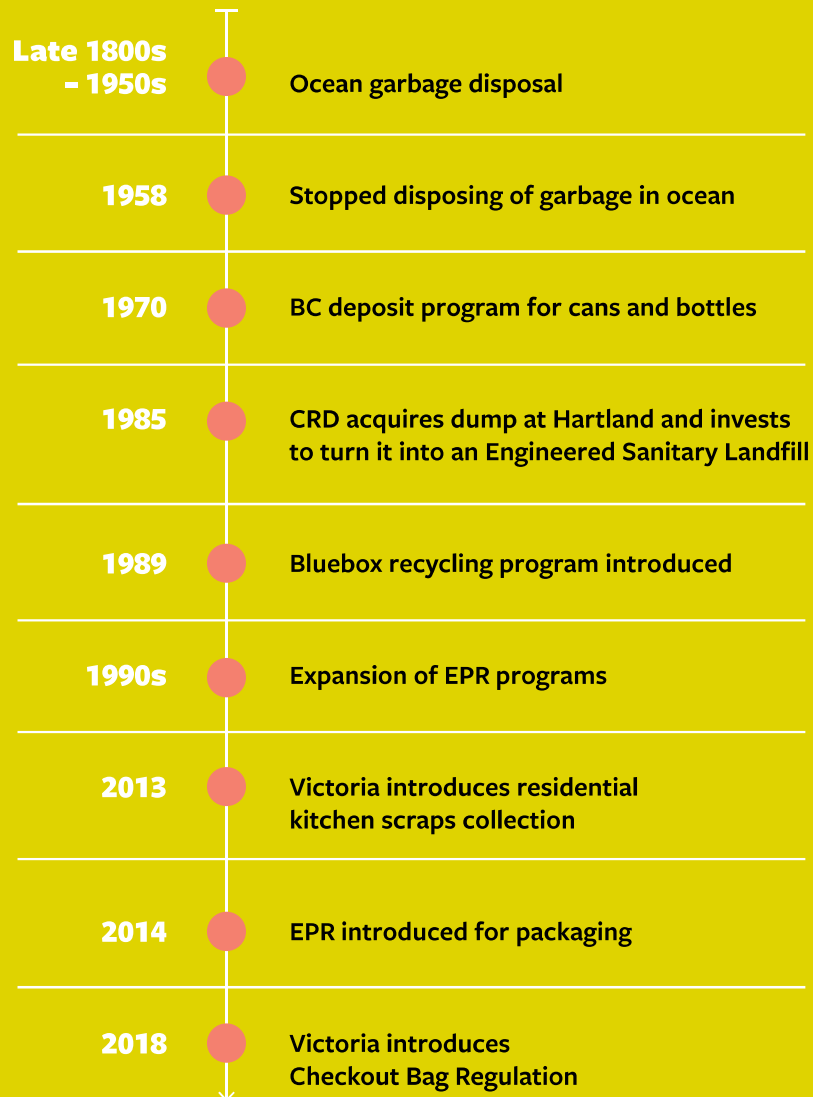 Late 1800s
– 1950s
Ocean garbage disposal
1958
Stopped disposing of garbage in ocean
1970
BC deposit program for cans and bottles
1985
CRD acquires dump at Hartland and invests
to turn it into an Engineered Sanitary Landfill
1989
Bluebox recycling program introduced
1990s
Expansion of EPR programs
2013
Victoria introduces residential
kitchen scraps collection
2014
EPR introduced for packaging
2018
Victoria introduces
Checkout Bag Regulation